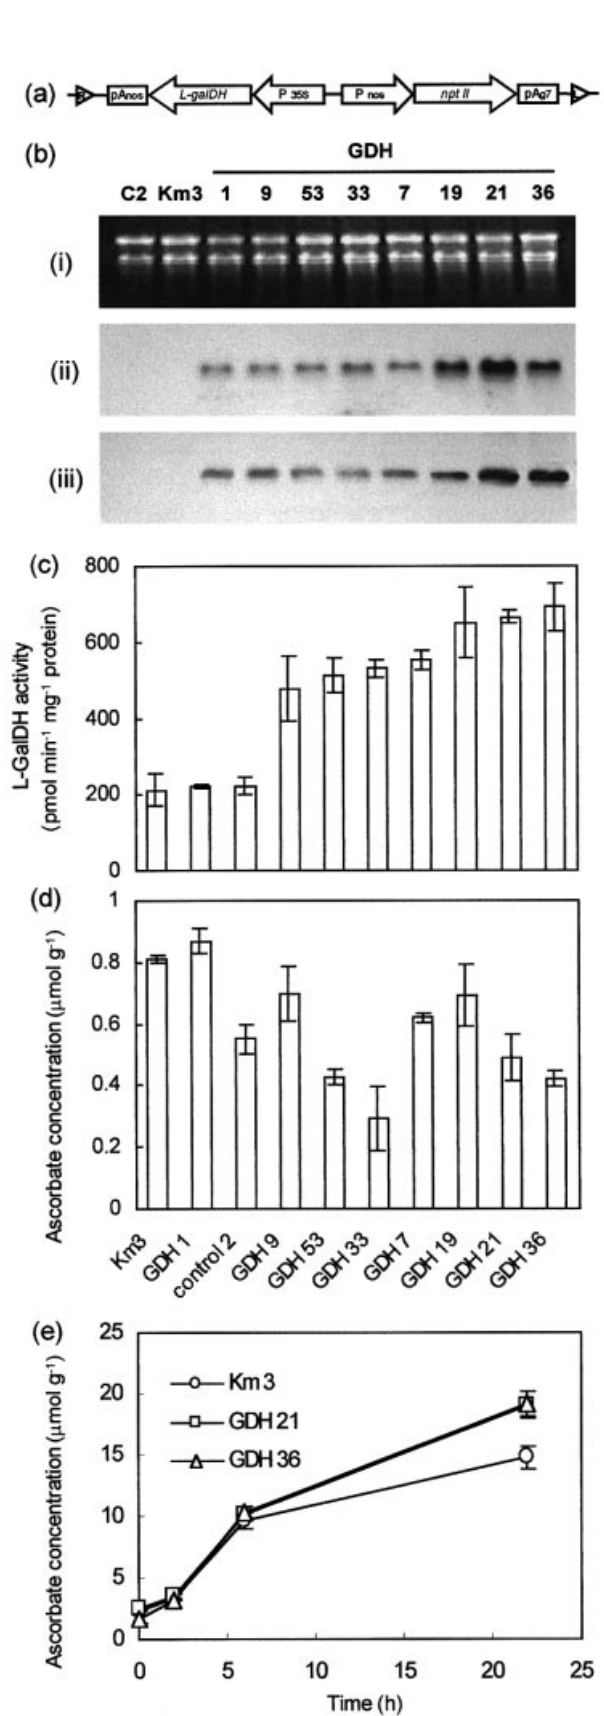 (a) R pAnos L-galDH P 35S P nos npt II pAg7 L
(b) GDH
C2 Km3 1 9 53 33 7 19 21 36
(i)
(ii)
(iii)
(c) 800
600
400
200
0
L-GalDH activity
(pmol min⁻¹ mg⁻¹ protein)
(d) 1
0.8
0.6
0.4
0.2
0
Ascorbate concentration (μmol g⁻¹)
Km3 GDH 1 control 2 GDH 9 GDH 53 GDH 33 GDH 7 GDH 19 GDH 21 GDH 36
(e) 25
20
15
10
5
0
Ascorbate concentration (μmol g⁻¹)
Km 3
GDH 21
GDH 36
0 5 10 15 20 25
Time (h)